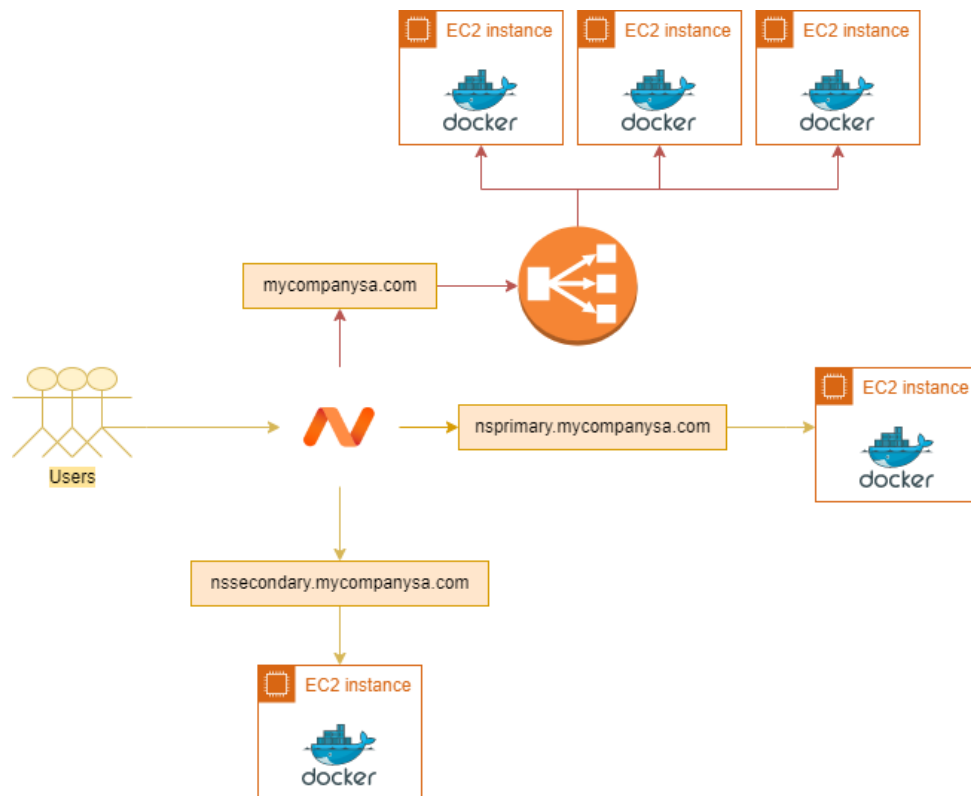 EC2 instance
docker
EC2 instance
docker
EC2 instance
docker
mycompanysa.com
Users
nsprimary.mycompanysa.com
EC2 instance
docker
nssecondary.mycompanysa.com
EC2 instance
docker